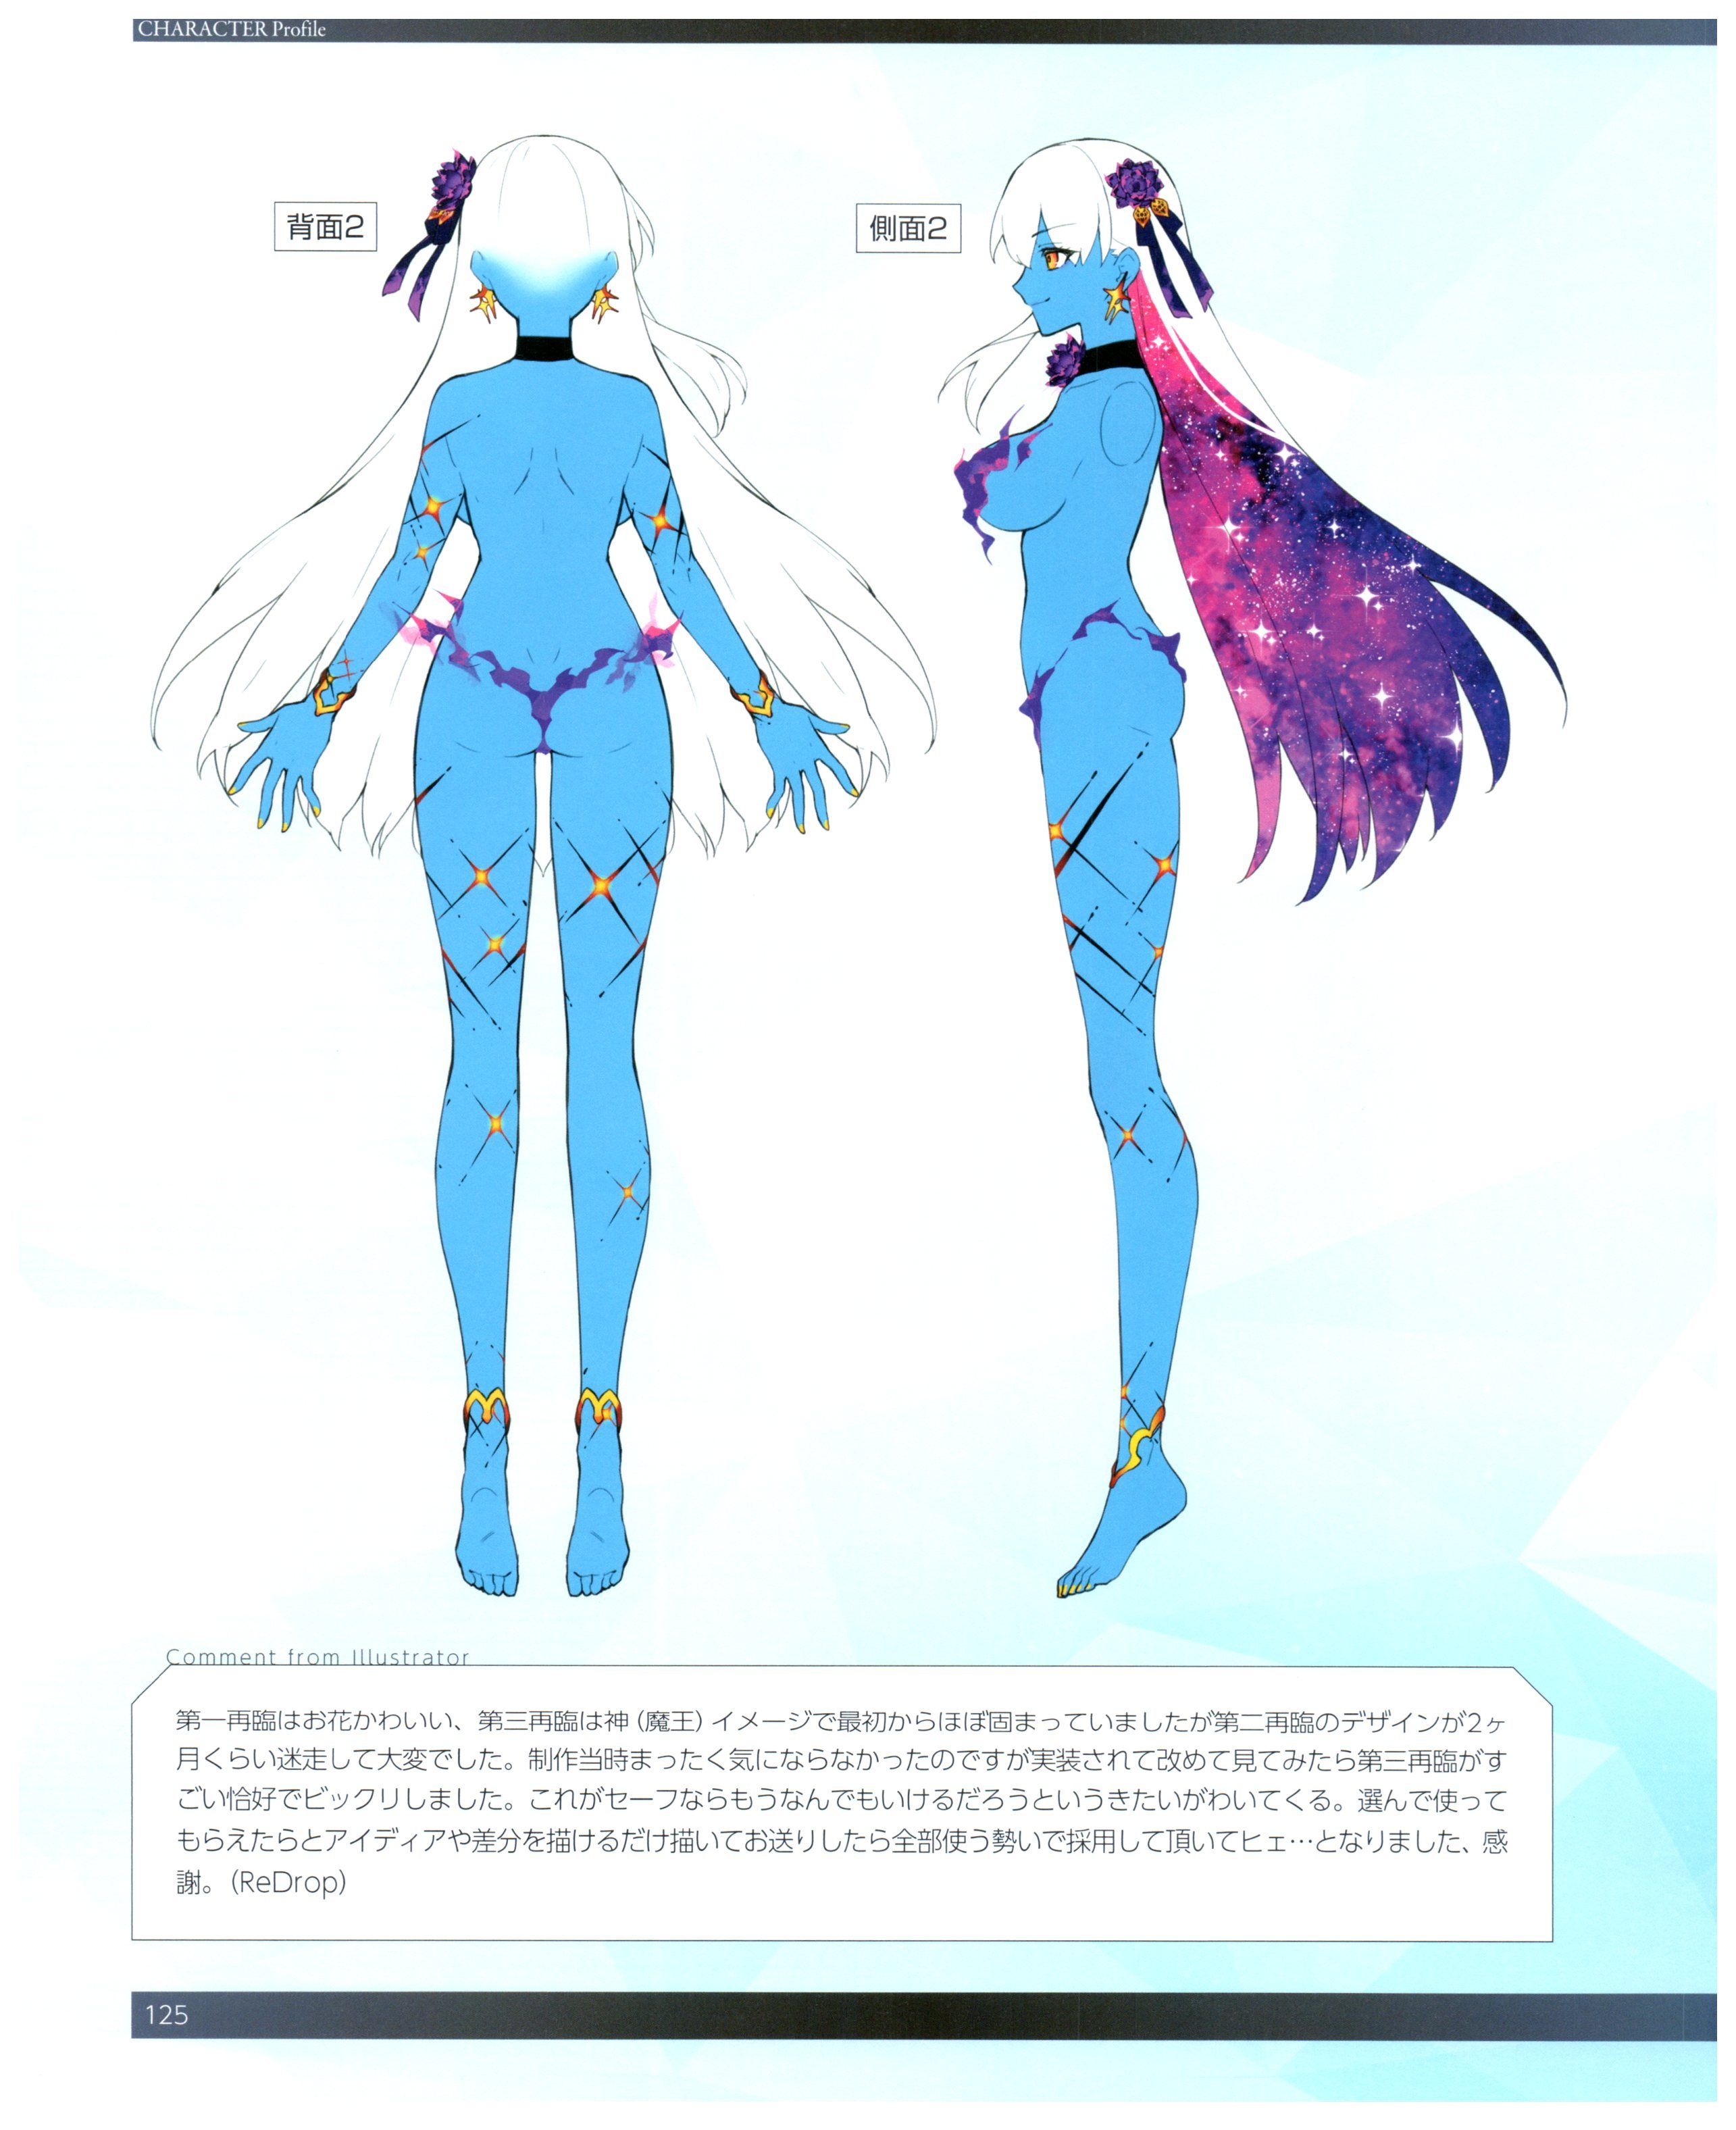 CHARACTER Profile
背面2
側面2
Comment from Illustrator
第一再臨はお花かわいい、第三再臨は神（魔王）イメージで最初からほぼ固まっていましたが第二再臨のデザインが2ヶ
月くらい迷走して大変でした。制作当時まったく気にならなかったのですが実装されて改めて見てみたら第三再臨がす
ごい恰好でビックリしました。これがセーフならもうなんでもいけるだろうというきたいがわいてくる。選んで使って
もらえたらとアイディアや差分を描けるだけ描いてお送りしたら全部使う勢いで採用して頂いてヒェ…となりました、感
謝。（ReDrop）
125